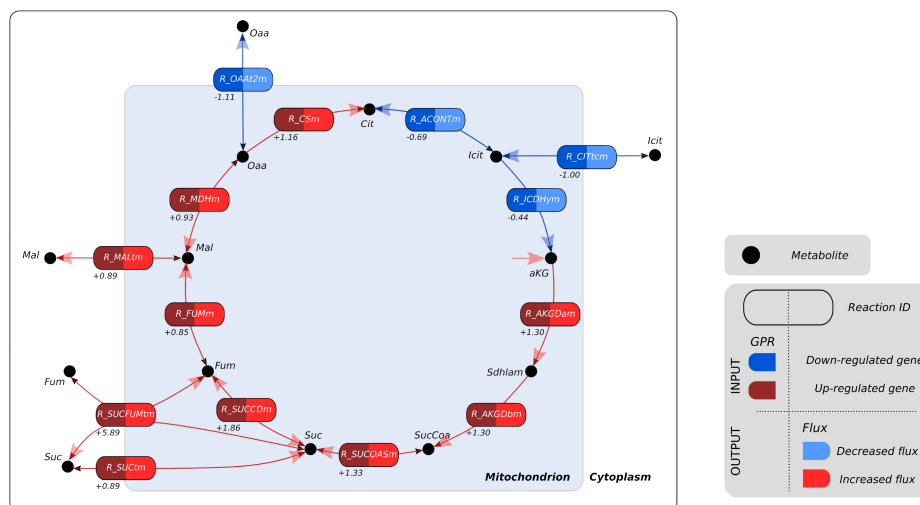 Oaa
R_OAAt2m
-1.11
R_CSm
+1.16
Cit
R_ACONTm
-0.69
Oaa
Icit
R_CITtcm
-1.00
Icit
R_MDHm
+0.93
R_ICDHym
-0.44
Mal
R_MALtm
+0.89
Mal
aKG
R_FUMm
+0.85
R_AKGDam
+1.30
Fum
Fum
Sdhlam
R_SUCFUMtm
+5.89
R_SUCCDm
+1.86
R_AKGDbm
+1.30
Suc
R_SUCtm
+0.89
Suc
R_SUCOASm
+1.33
SucCoa
Mitochondrion
Cytoplasm
Metabolite
Reaction ID
INPUT
GPR
Down-regulated gene
Up-regulated gene
OUTPUT
Flux
Decreased flux
Increased flux